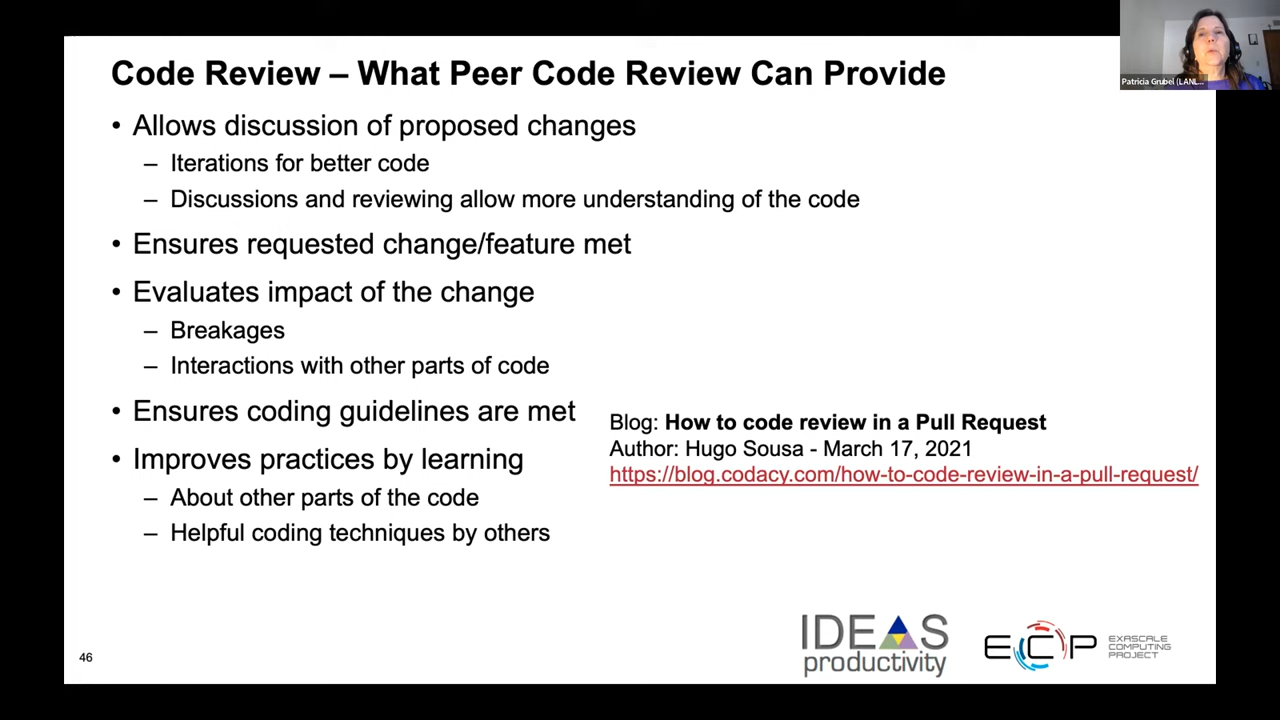 Code Review – What Peer Code Review Can Provide
• Allows discussion of proposed changes
– Iterations for better code
– Discussions and reviewing allow more understanding of the code
• Ensures requested change/feature met
• Evaluates impact of the change
– Breakages
– Interactions with other parts of code
• Ensures coding guidelines are met
• Improves practices by learning
– About other parts of the code
– Helpful coding techniques by others
Blog: How to code review in a Pull Request
Author: Hugo Sousa - March 17, 2021
https://blog.codacy.com/how-to-code-review-in-a-pull-request/
46
IDEAS
productivity
ECP
EXASCALE
COMPUTING
PROJECT
Patricia Grubel (LANL...